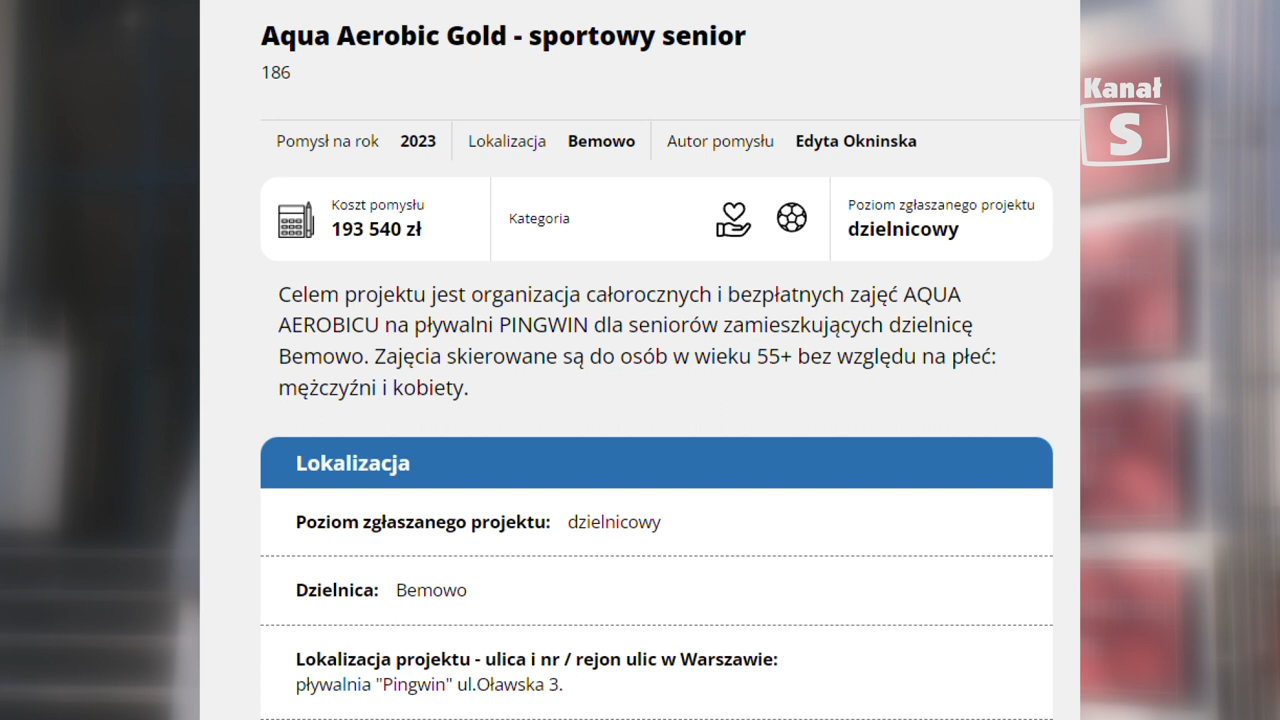 Aqua Aerobic Gold - sportowy senior
186
Pomysł na rok 2023 Lokalizacja Bemowo Autor pomysłu Edyta Okninska
Koszt pomysłu
193 540 zł
Kategoria
Poziom zgłaszanego projektu
dzielnicowy
Celem projektu jest organizacja całorocznych i bezpłatnych zajęć AQUA
AEROBICU na pływalni PINGWIN dla seniorów zamieszkujących dzielnicę
Bemowo. Zajęcia skierowane są do osób w wieku 55+ bez względu na płeć:
mężczyźni i kobiety.
Lokalizacja
Poziom zgłaszanego projektu: dzielnicowy
Dzielnica: Bemowo
Lokalizacja projektu - ulica i nr / rejon ulic w Warszawie:
pływalnia "Pingwin" ul.Oławska 3.
Kanał
S